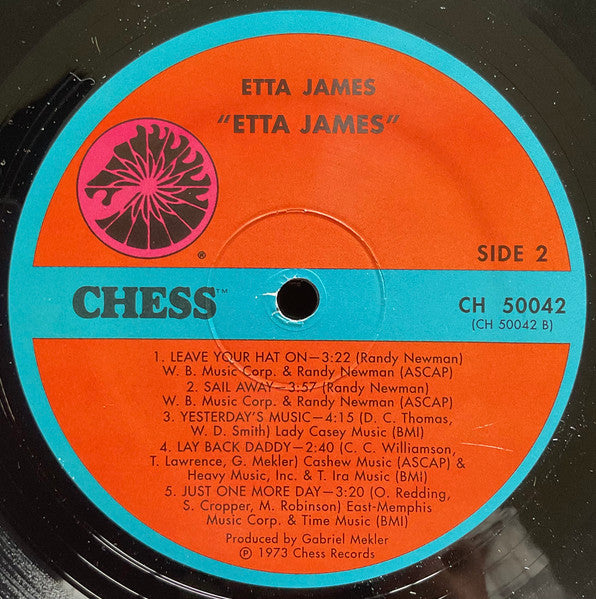 ETTA JAMES
"ETTA JAMES"
®
SIDE 2
CHESS™
CH 50042
(CH 50042 B)
1. LEAVE YOUR HAT ON—3:22 (Randy Newman)
W. B. Music Corp. & Randy Newman (ASCAP)
2. SAIL AWAY—3:57 (Randy Newman)
W. B. Music Corp. & Randy Newman (ASCAP)
3. YESTERDAY'S MUSIC—4:15 (D. C. Thomas,
W. D. Smith) Lady Casey Music (BMI)
4. LAY BACK DADDY—2:40 (C. C. Williamson,
T. Lawrence, G. Mekler) Cashew Music (ASCAP) &
Heavy Music, Inc. & T. Ira Music (BMI)
5. JUST ONE MORE DAY—3:20 (O. Redding,
S. Cropper, M. Robinson) East-Memphis
Music Corp. & Time Music (BMI)
Produced by Gabriel Mekler
℗ 1973 Chess Records